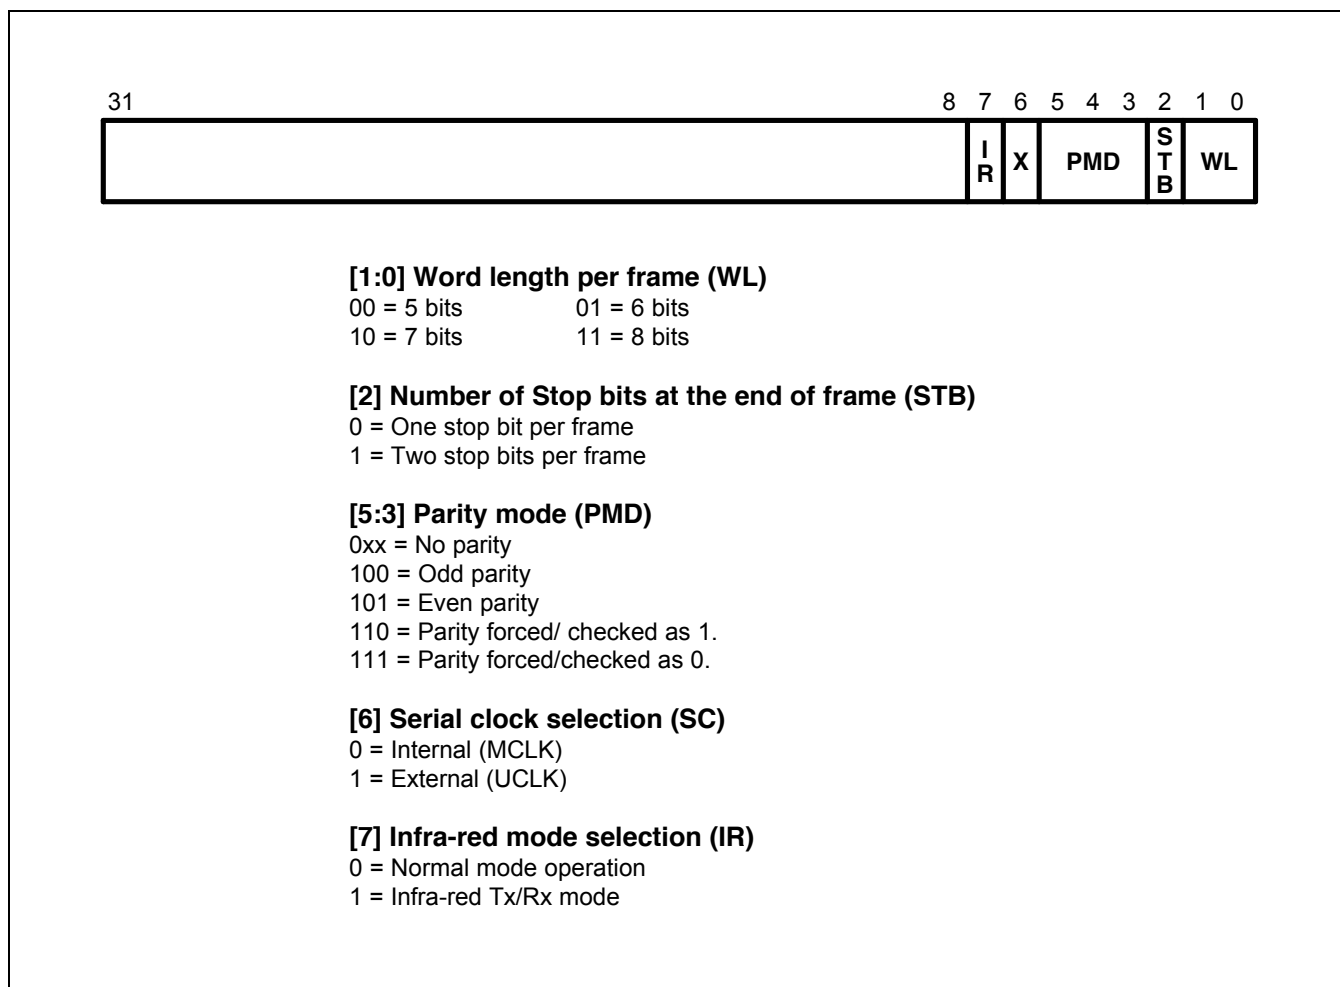 31 8 7 6 5 4 3 2 1 0
IR X PMD STB WL
[1:0] Word length per frame (WL)
00 = 5 bits 01 = 6 bits
10 = 7 bits 11 = 8 bits
[2] Number of Stop bits at the end of frame (STB)
0 = One stop bit per frame
1 = Two stop bits per frame
[5:3] Parity mode (PMD)
0xx = No parity
100 = Odd parity
101 = Even parity
110 = Parity forced/ checked as 1.
111 = Parity forced/checked as 0.
[6] Serial clock selection (SC)
0 = Internal (MCLK)
1 = External (UCLK)
[7] Infra-red mode selection (IR)
0 = Normal mode operation
1 = Infra-red Tx/Rx mode